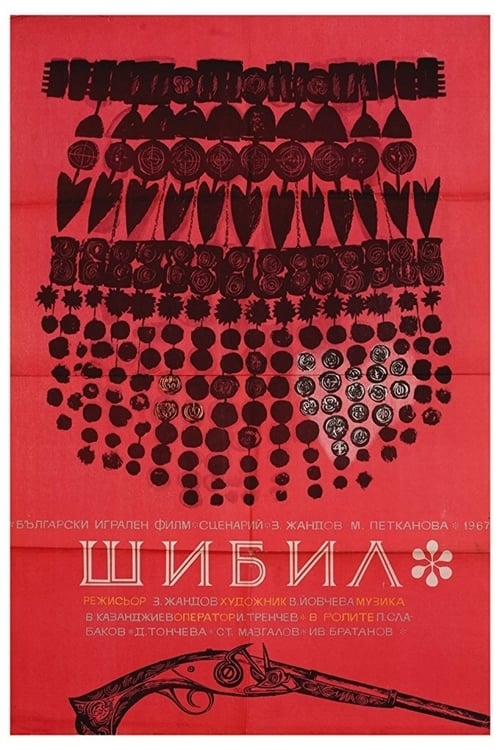 * БЪЛГАРСКИ ИГРАЛЕН ФИЛМ * СЦЕНАРИЙ * З. ЖАНДОВ М. ПЕТКАНОВА * 1967
ШИБИЛ *
РЕЖИСЬОР З. ЖАНДОВ ХУДОЖНИК В. ЙОВЧЕВА МУЗИКА
В КАЗАНДЖИЕВ ОПЕРАТОР И. ТРЕНЧЕВ * В РОЛИТЕ П. СЛА-
БАКОВ * Д. ТОНЧЕВА * СТ. МАЗГАЛОВ * ИВ БРАТАНОВ *